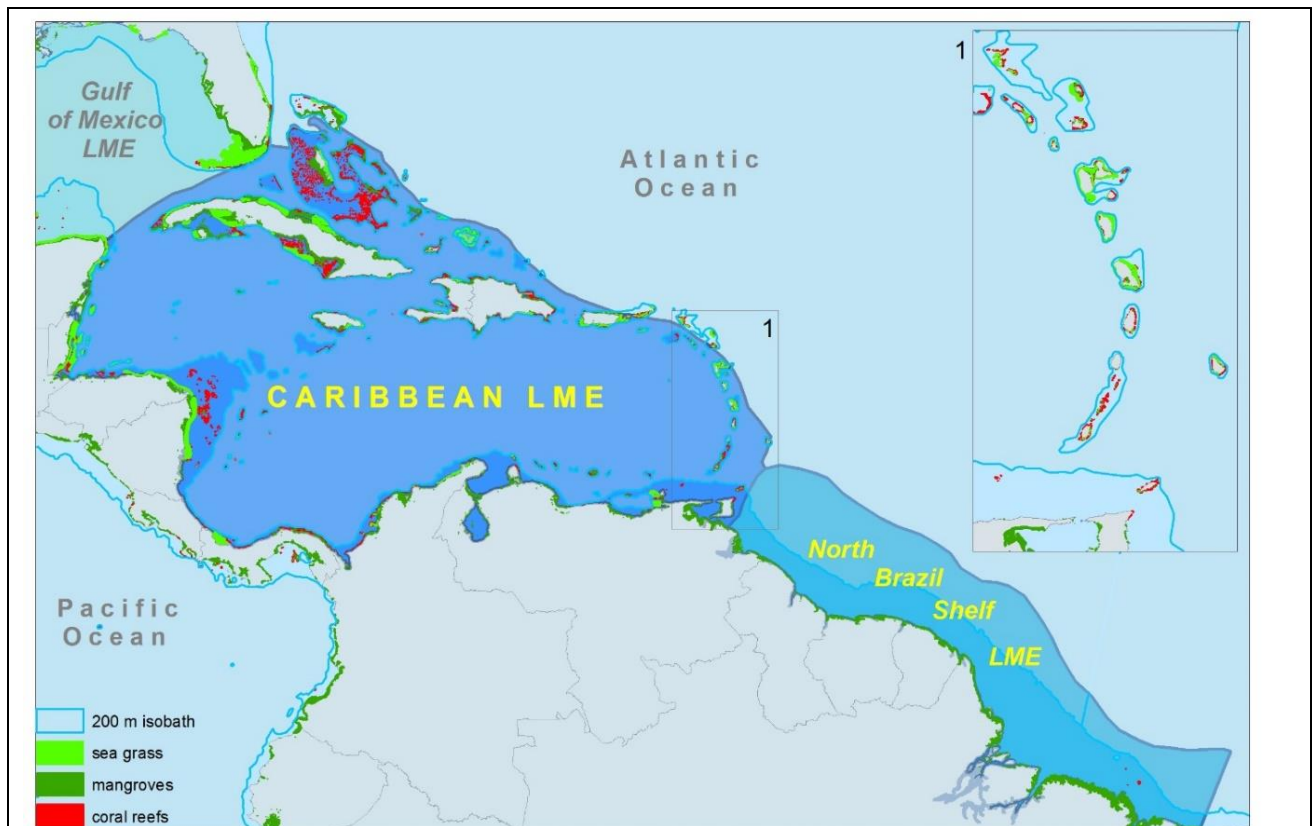 Gulf
of Mexico
LME
Atlantic
Ocean
1
1
CARIBBEAN LME
North
Brazil
Shelf
LME
Pacific
Ocean
200 m isobath
sea grass
mangroves
coral reefs